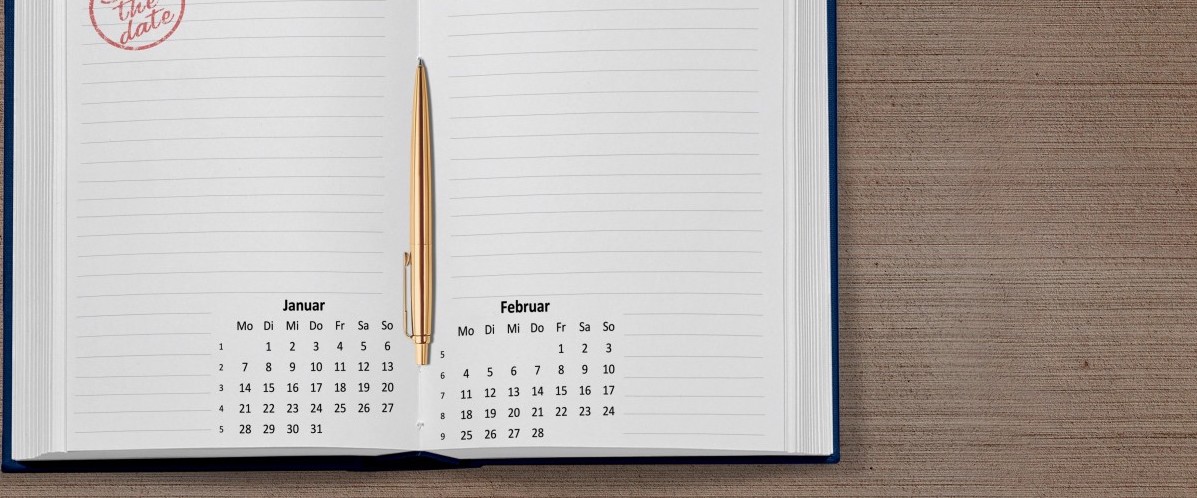 the
date
Januar
Mo Di Mi Do Fr Sa So
1 1 2 3 4 5 6
2 7 8 9 10 11 12 13
3 14 15 16 17 18 19 20
4 21 22 23 24 25 26 27
5 28 29 30 31
Februar
Mo Di Mi Do Fr Sa So
5 1 2 3
6 4 5 6 7 8 9 10
7 11 12 13 14 15 16 17
8 18 19 20 21 22 23 24
9 25 26 27 28